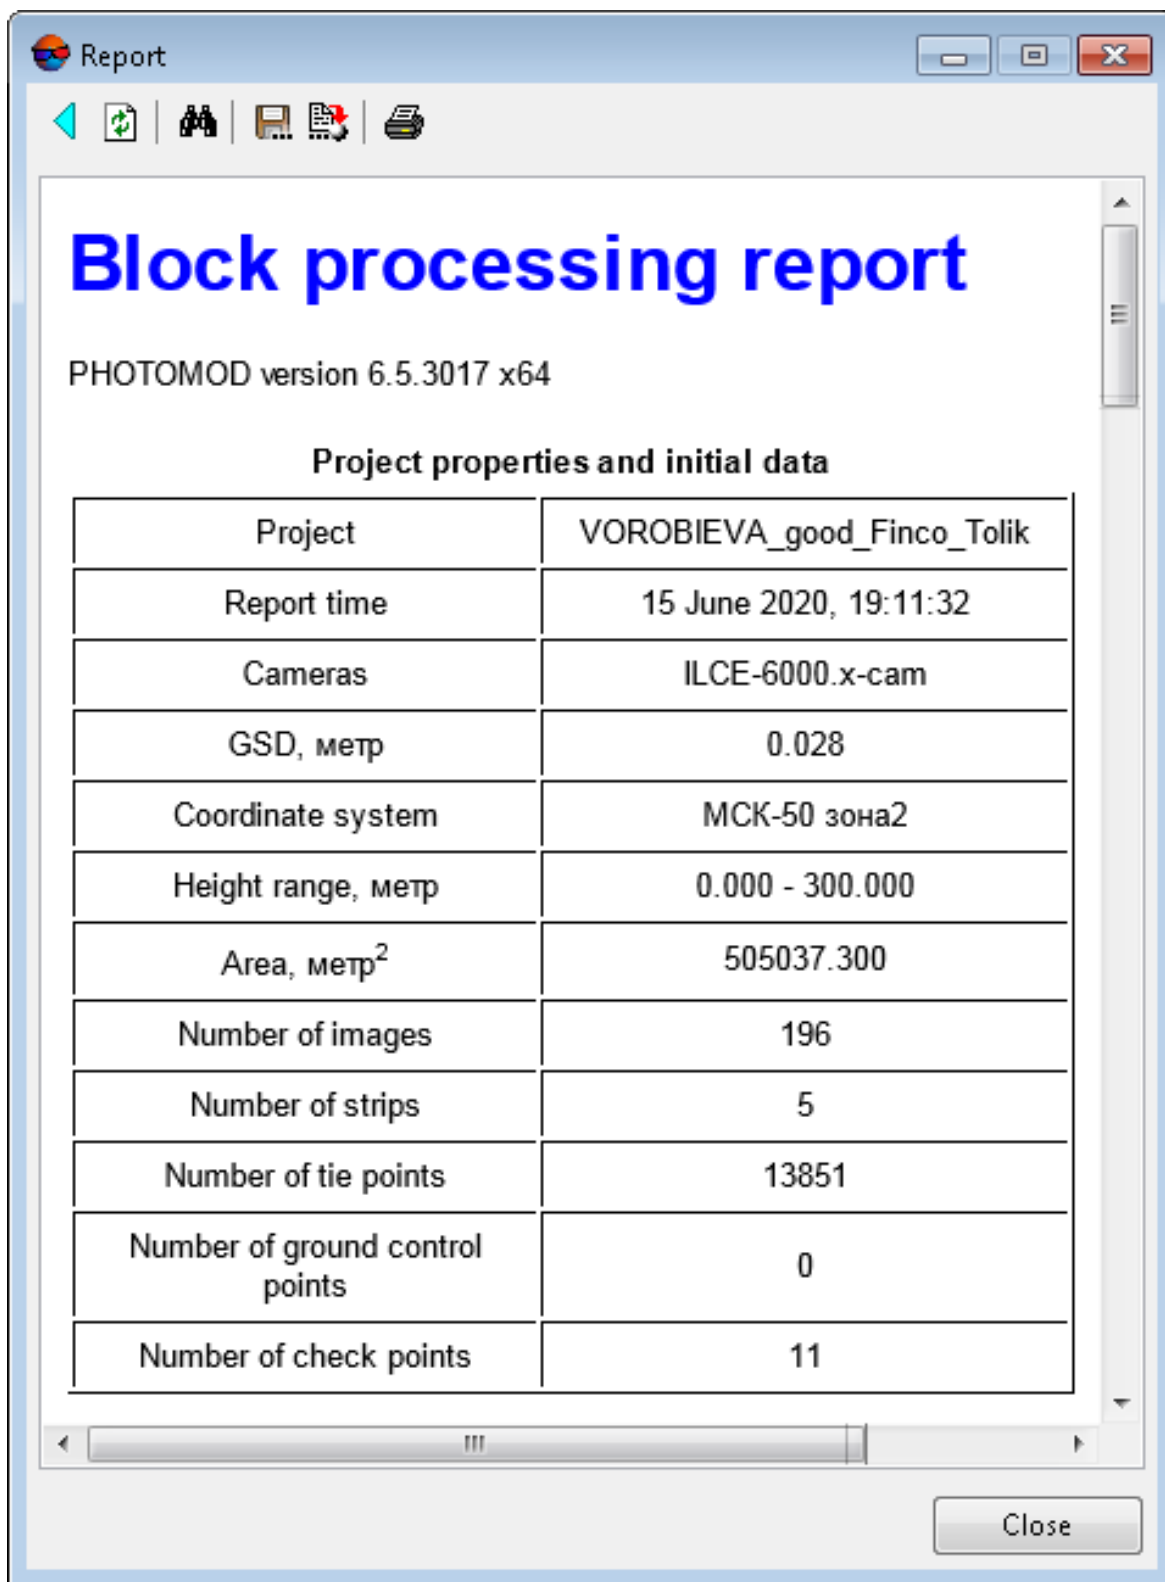 Report
Block processing report
PHOTOMOD version 6.5.3017 x64
Project properties and initial data
Project VOROBIEVA_good_Finco_Tolik
Report time 15 June 2020, 19:11:32
Cameras ILCE-6000.x-cam
GSD, метр 0.028
Coordinate system МСК-50 зона2
Height range, метр 0.000 - 300.000
Area, метр² 505037.300
Number of images 196
Number of strips 5
Number of tie points 13851
Number of ground control
points 0
Number of check points 11
Close